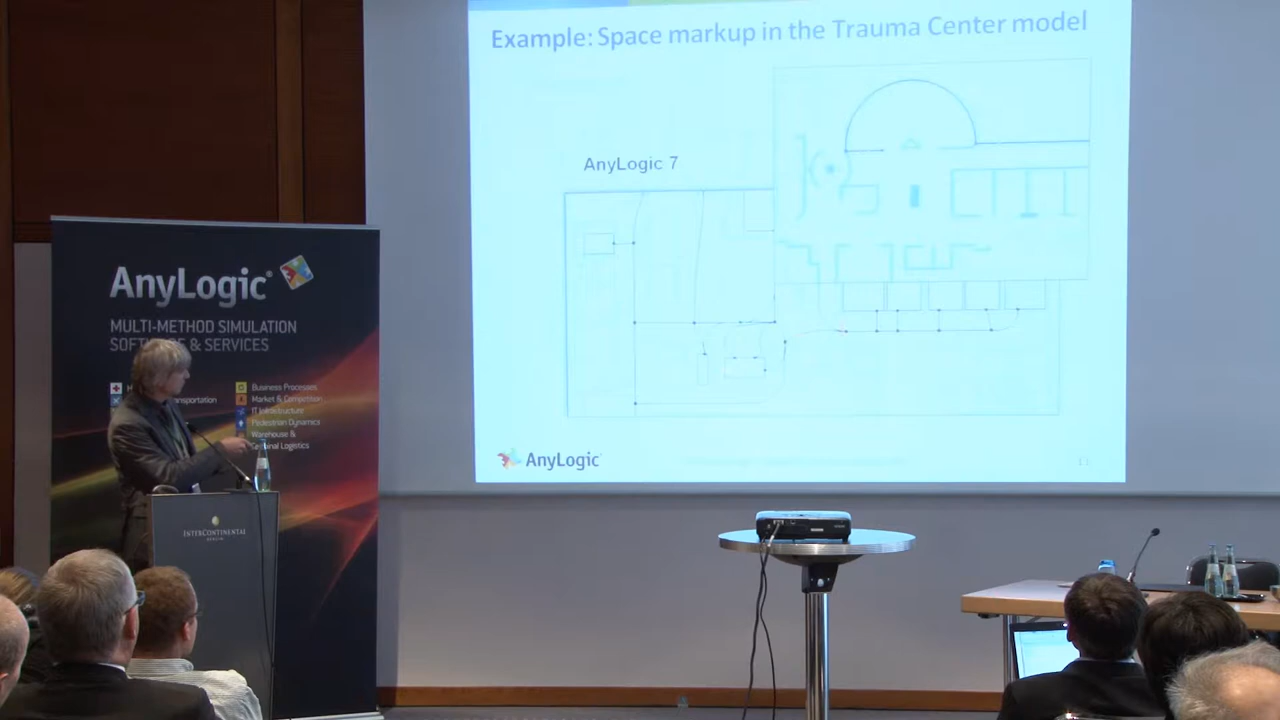 Example: Space markup in the Trauma Center model
AnyLogic 7
AnyLogic
AnyLogic®
MULTI-METHOD SIMULATION
SOFTWARE & SERVICES
Business Processes
Market & Competition
IT Infrastructure
Pedestrian Dynamics
Warehouse &
Logistics
INTERCONTINENTAL